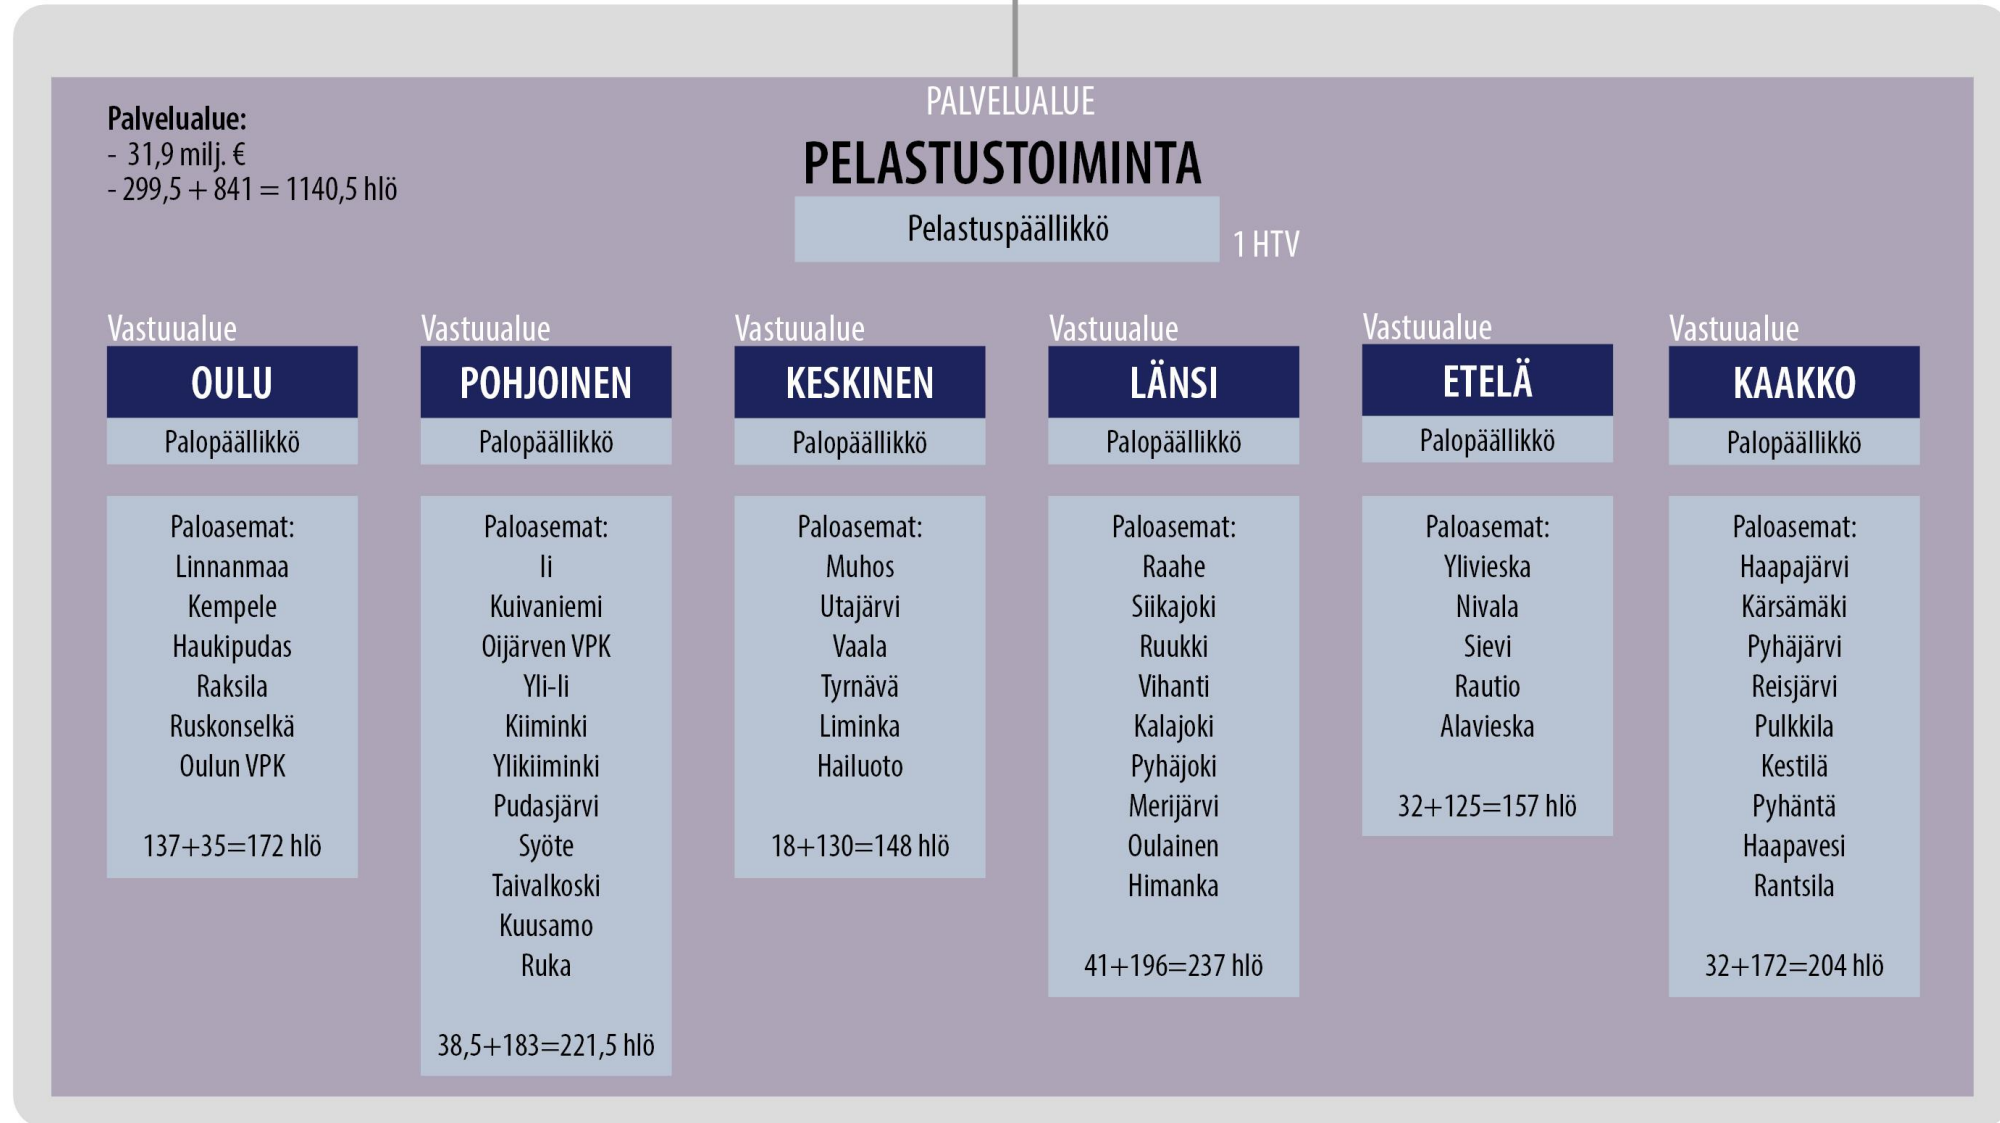 Palvelualue:
- 31,9 milj. €
- 299,5 + 841 = 1140,5 hlö
PALVELUALUE
PELASTUSTOIMINTA
Pelastuspäällikkö
1 HTV
Vastuualue
OULU
Palopäällikkö
Paloasemat:
Linnanmaa
Kempele
Haukipudas
Raksila
Ruskonselkä
Oulun VPK
137+35=172 hlö
Vastuualue
POHJOINEN
Palopäällikkö
Paloasemat:
Ii
Kuivaniemi
Oijärven VPK
Yli-Ii
Kiiminki
Ylikiiminki
Pudasjärvi
Syöte
Taivalkoski
Kuusamo
Ruka
38,5+183=221,5 hlö
Vastuualue
KESKINEN
Palopäällikkö
Paloasemat:
Muhos
Utajärvi
Vaala
Tyrnävä
Liminka
Hailuoto
18+130=148 hlö
Vastuualue
LÄNSI
Palopäällikkö
Paloasemat:
Raahe
Siikajoki
Ruukki
Vihanti
Kalajoki
Pyhäjoki
Merijärvi
Oulainen
Himanka
41+196=237 hlö
Vastuualue
ETELÄ
Palopäällikkö
Paloasemat:
Ylivieska
Nivala
Sievi
Rautio
Alavieska
32+125=157 hlö
Vastuualue
KAAKKO
Palopäällikkö
Paloasemat:
Haapajärvi
Kärsämäki
Pyhäjärvi
Reisjärvi
Pulkkila
Kestilä
Pyhäntä
Haapavesi
Rantsila
32+172=204 hlö